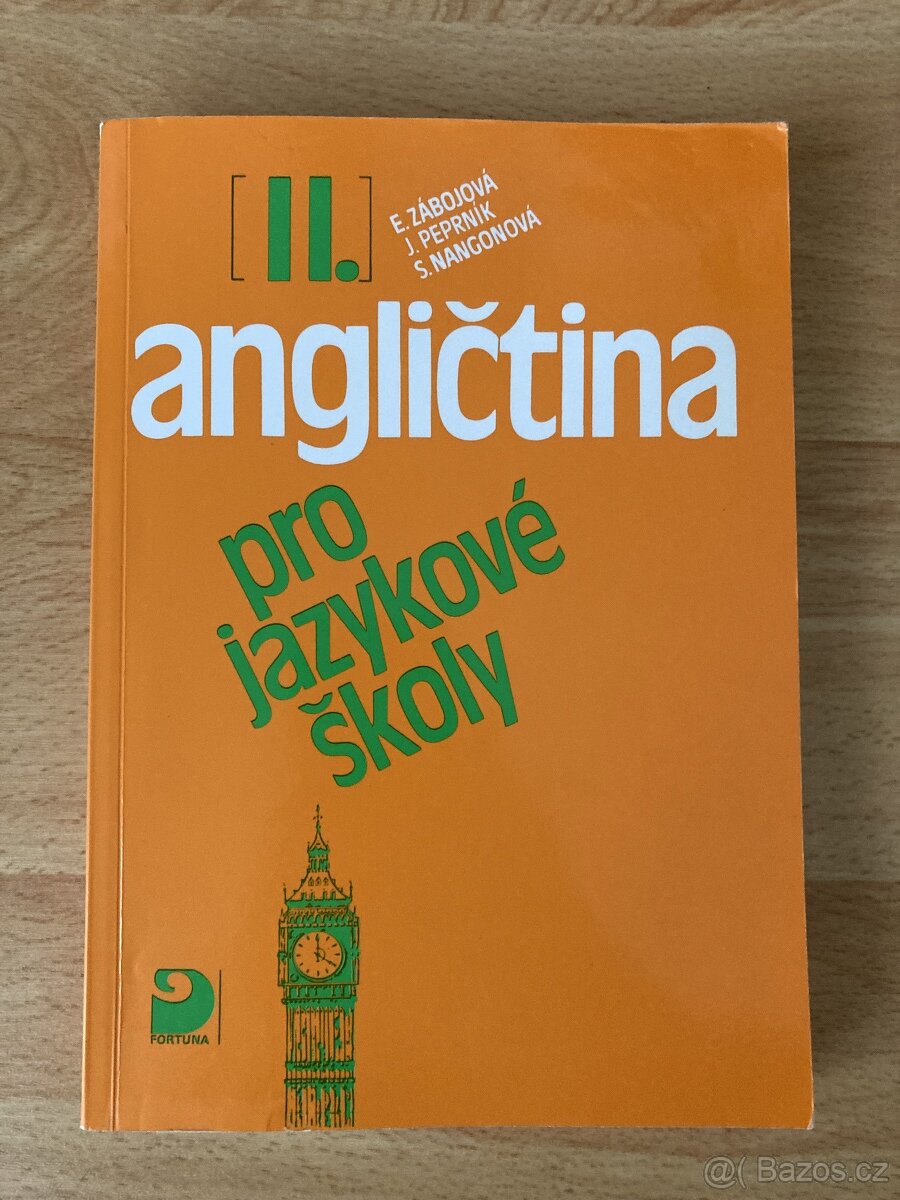 [II.]
E. ZÁBOJOVÁ
J. PEPRNÍK
S. NANGONOVÁ
angličtina
pro
jazykové
školy
FORTUNA
@( Bazos.cz